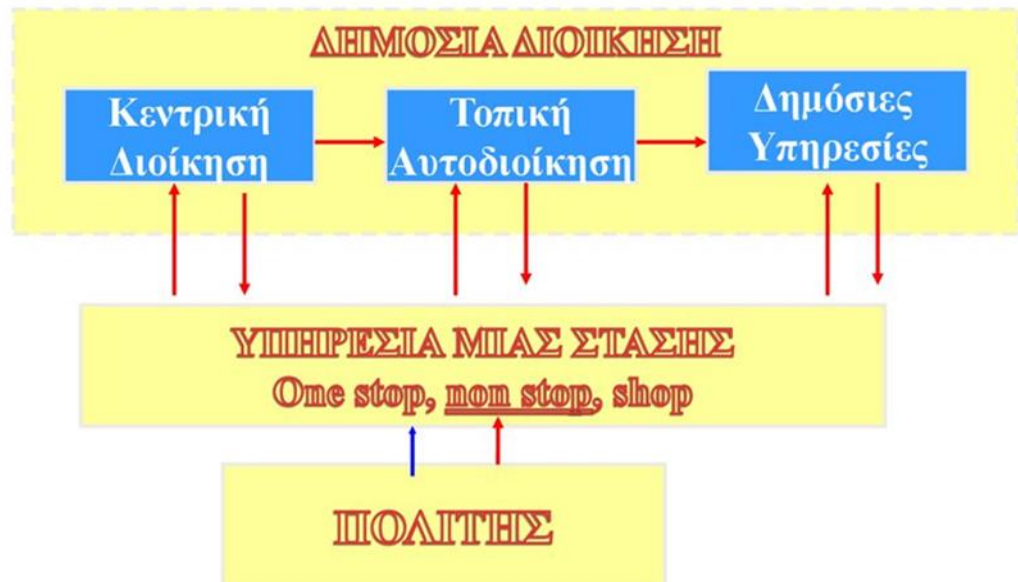 ΔΗΜΟΣΙΑ ΔΙΟΙΚΗΣΗ
Κεντρική
Διοίκηση
Τοπική
Αυτοδιοίκηση
Δημόσιες
Υπηρεσίες
ΥΠΗΡΕΣΙΑ ΜΙΑΣ ΣΤΑΣΗΣ
One stop, non stop, shop
ΠΟΛΙΤΗΣ